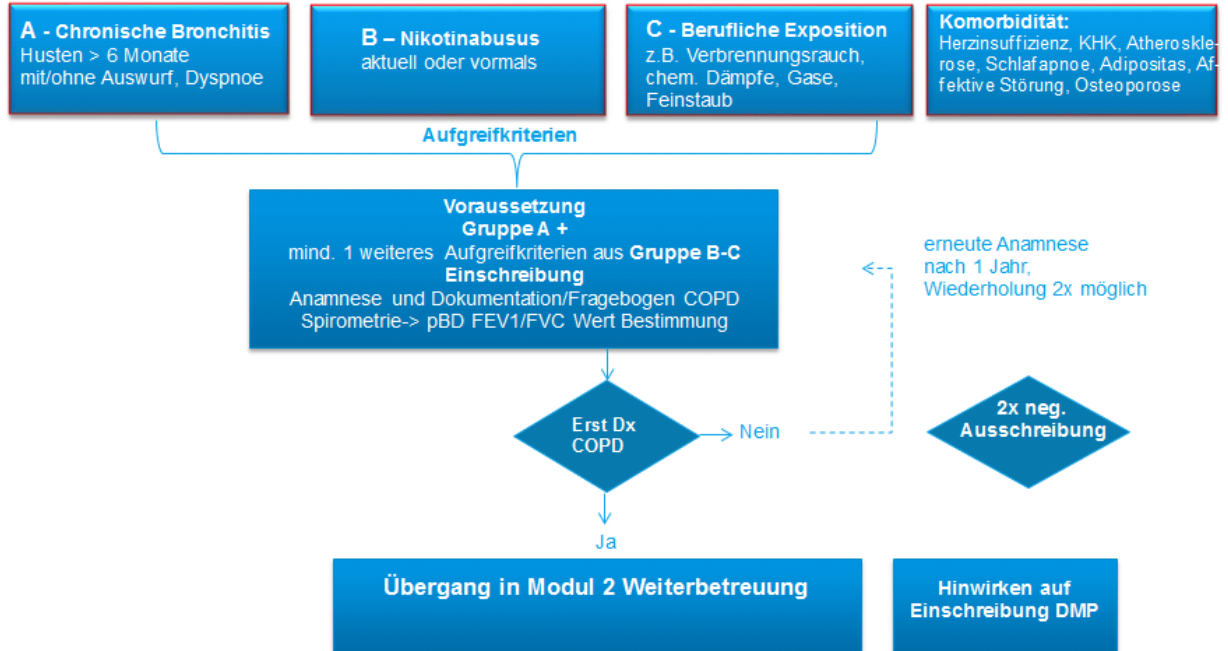 A - Chronische Bronchitis
Husten > 6 Monate
mit/ohne Auswurf, Dyspnoe
B – Nikotinabusus
aktuell oder vormals
C - Berufliche Exposition
z.B. Verbrennungsrauch,
chem. Dämpfe, Gase,
Feinstaub
Komorbidität:
Herzinsuffizienz, KHK, Atheroskle-
rose, Schlafapnoe, Adipositas, Af-
fektive Störung, Osteoporose
Aufgreifkriterien
Voraussetzung
Gruppe A +
mind. 1 weiteres Aufgreifkriterien aus Gruppe B-C
Einschreibung
Anamnese und Dokumentation/Fragebogen COPD
Spirometrie-> pBD FEV1/FVC Wert Bestimmung
erneute Anamnese
nach 1 Jahr,
Wiederholung 2x möglich
Erst Dx
COPD
Nein
2x neg.
Ausschreibung
Ja
Übergang in Modul 2 Weiterbetreuung
Hinwirken auf
Einschreibung DMP